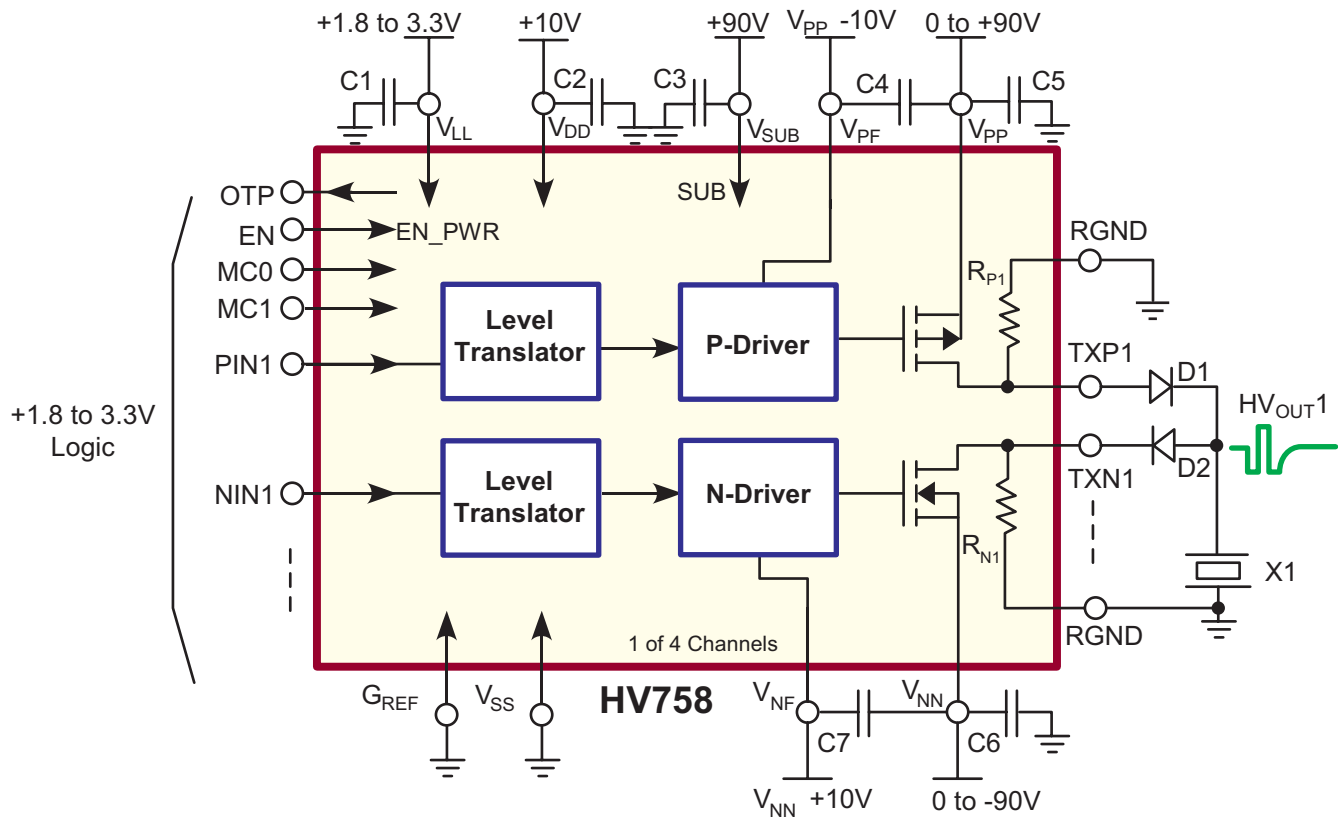 +1.8 to 3.3V
+10V
+90V
VPP -10V
0 to +90V
C1
C2
C3
C4
C5
VLL
VDD
VSUB
VPF
VPP
OTP
EN
EN_PWR
SUB
MC0
MC1
RGND
RP1
Level
Translator
P-Driver
PIN1
TXP1
D1
+1.8 to 3.3V
Logic
HVOUT1
D2
TXN1
NIN1
Level
Translator
N-Driver
RN1
X1
RGND
1 of 4 Channels
GREF
VSS
HV758
VNF
VNN
C7
C6
VNN +10V
0 to -90V